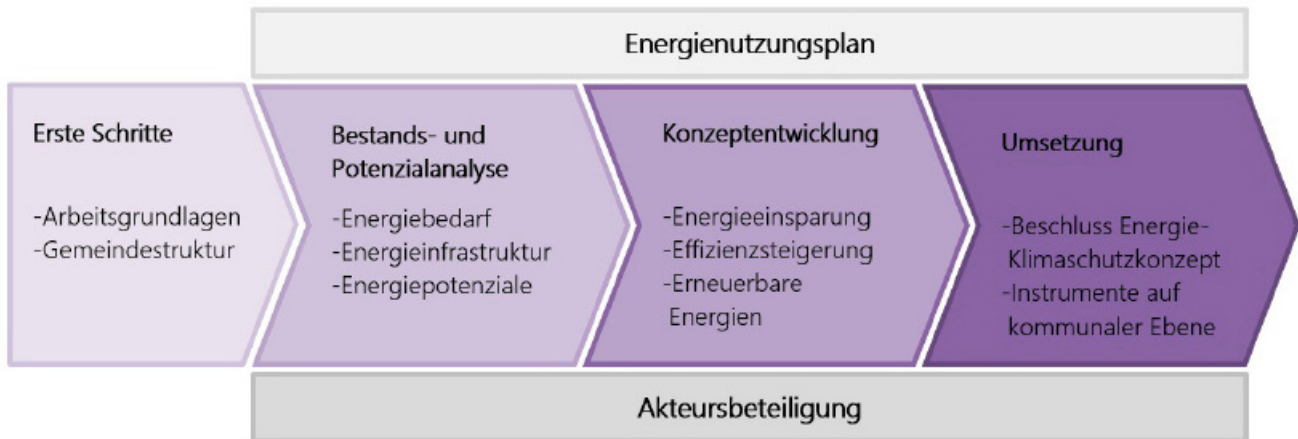 Energienutzungsplan
Erste Schritte
-Arbeitsgrundlagen
-Gemeindestruktur
Bestands- und
Potenzialanalyse
-Energiebedarf
-Energieinfrastruktur
-Energiepotenziale
Konzeptentwicklung
-Energieeinsparung
-Effizienzsteigerung
-Erneuerbare
Energien
Umsetzung
-Beschluss Energie-
Klimaschutzkonzept
-Instrumente auf
kommunaler Ebene
Akteursbeteiligung